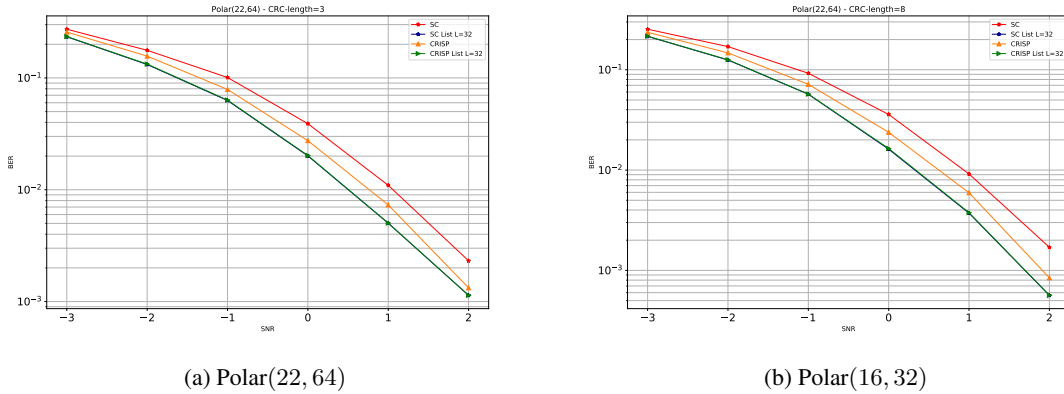 Polar(22,64) - CRC-length=3
SC
SC List L=32
CRISP
CRISP List L=32
BER
10⁻¹
10⁻²
10⁻³
−3 −2 −1 0 1 2
SNR
(a) Polar(22, 64)
Polar(22,64) - CRC-length=8
SC
SC List L=32
CRISP
CRISP List L=32
BER
10⁻¹
10⁻²
10⁻³
−3 −2 −1 0 1 2
SNR
(b) Polar(16, 32)